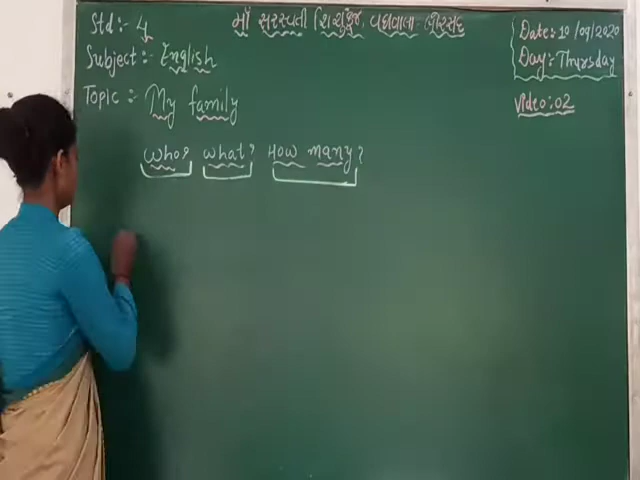 Std:- 4
માઁ સરસ્વતી શિશુકુંજ, વઘવાલા-બોરસદ
Date:- 10/09/2020
Subject:- English
Day:- Thursday
Topic :- My family
Video:02
Who? what? How many?